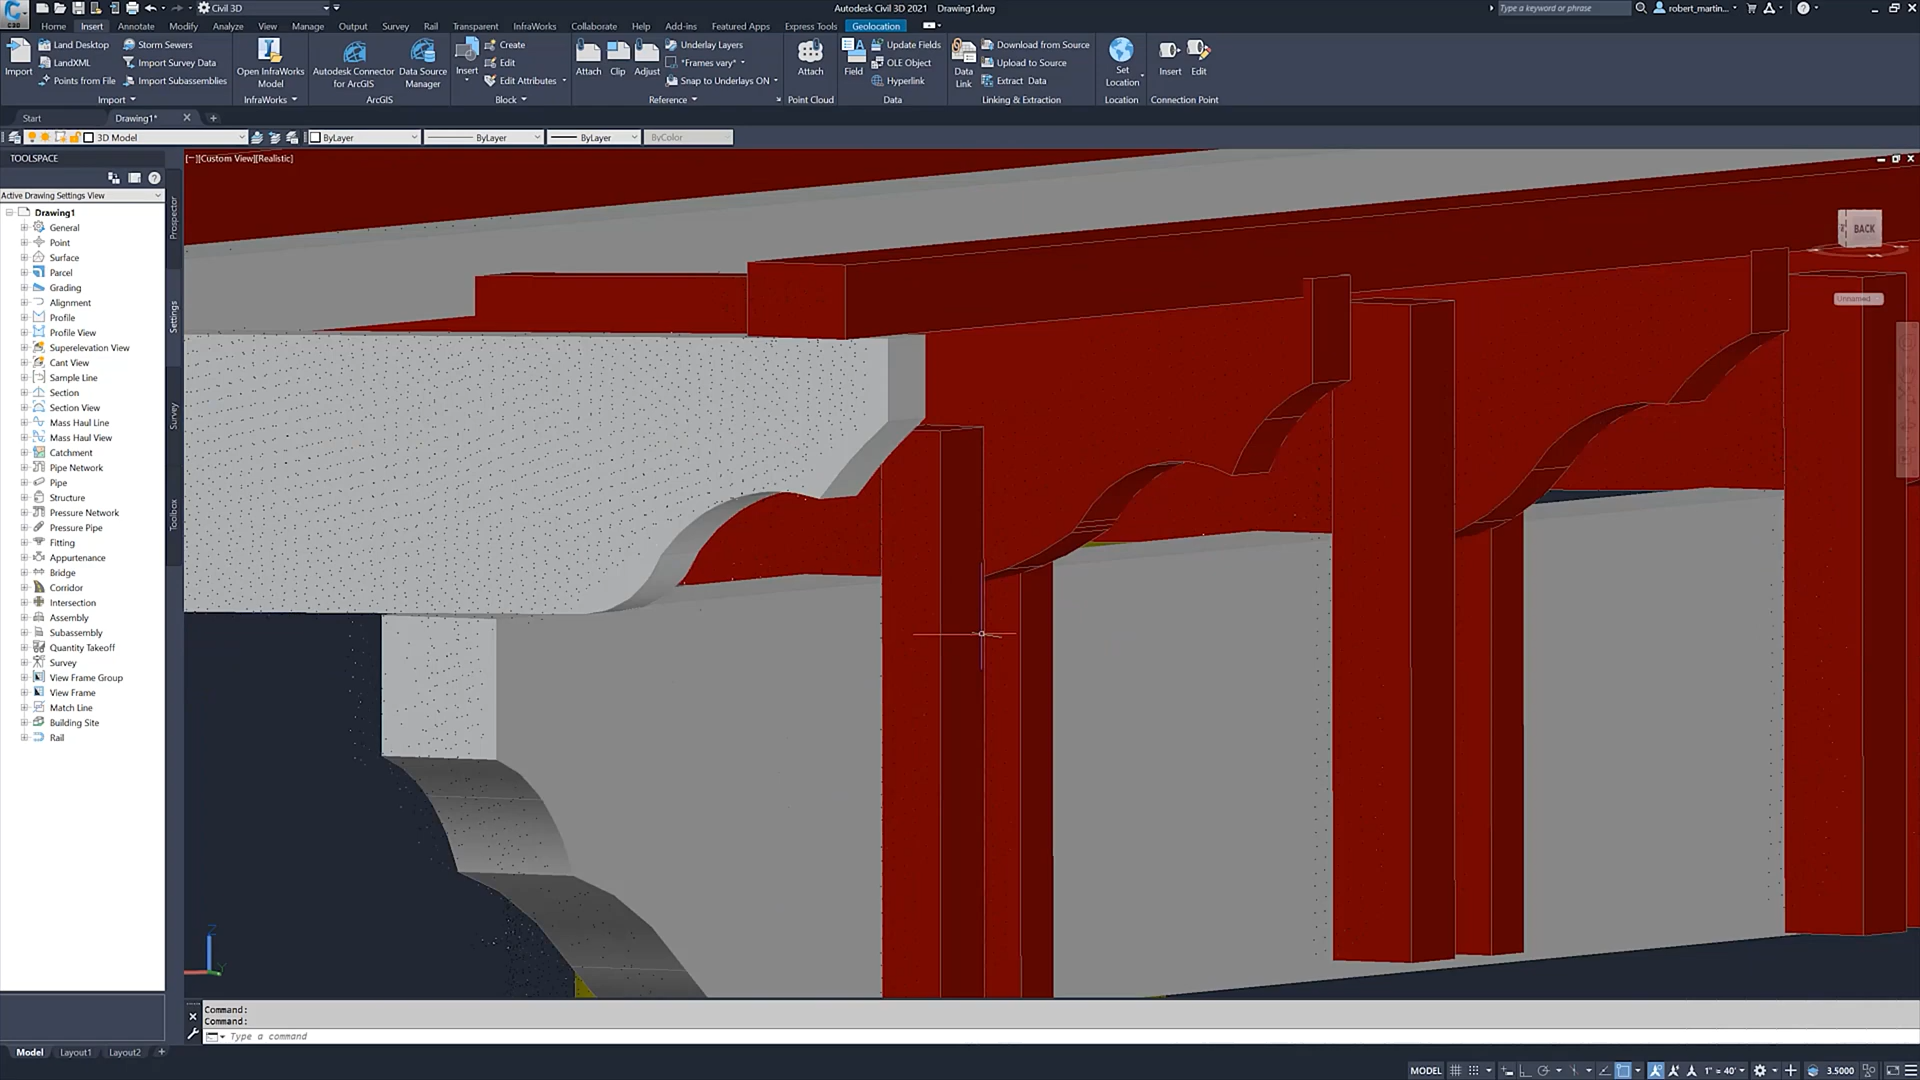 Civil 3D
Autodesk Civil 3D 2021 Drawing1.dwg
Type a keyword or phrase
robert_martin...
Home Insert Annotate Modify Analyze View Manage Output Survey Rail Transparent InfraWorks Collaborate Help Add-ins Featured Apps Express Tools Geolocation
Import
Land Desktop
LandXML
Points from File
Storm Sewers
Import Survey Data
Import Subassemblies
Import
Open InfraWorks
Model
InfraWorks
Autodesk Connector
for ArcGIS
Data Source
Manager
ArcGIS
Insert
Create
Edit
Edit Attributes
Block
Attach
Clip
Adjust
Underlay Layers
*Frames vary*
Snap to Underlays ON
Reference
Attach
Point Cloud
Field
Update Fields
OLE Object
Hyperlink
Data
Data
Link
Download from Source
Upload to Source
Extract Data
Linking & Extraction
Set
Location
Location
Insert
Edit
Connection Point
Start
Drawing1*
3D Model
ByLayer
ByLayer
ByLayer
ByColor
TOOLSPACE
Active Drawing Settings View
Drawing1
General
Point
Surface
Parcel
Grading
Alignment
Profile
Profile View
Superelevation View
Cant View
Sample Line
Section
Section View
Mass Haul Line
Mass Haul View
Catchment
Pipe Network
Pipe
Structure
Pressure Network
Pressure Pipe
Fitting
Appurtenance
Bridge
Corridor
Intersection
Assembly
Subassembly
Quantity Takeoff
Survey
View Frame Group
View Frame
Match Line
Building Site
Rail
Prospector
Settings
Survey
Toolbox
[−][Custom View][Realistic]
BACK
Unnamed
Z
Command:
Command:
Type a command
Model Layout1 Layout2
MODEL
1" = 40'
3.5000